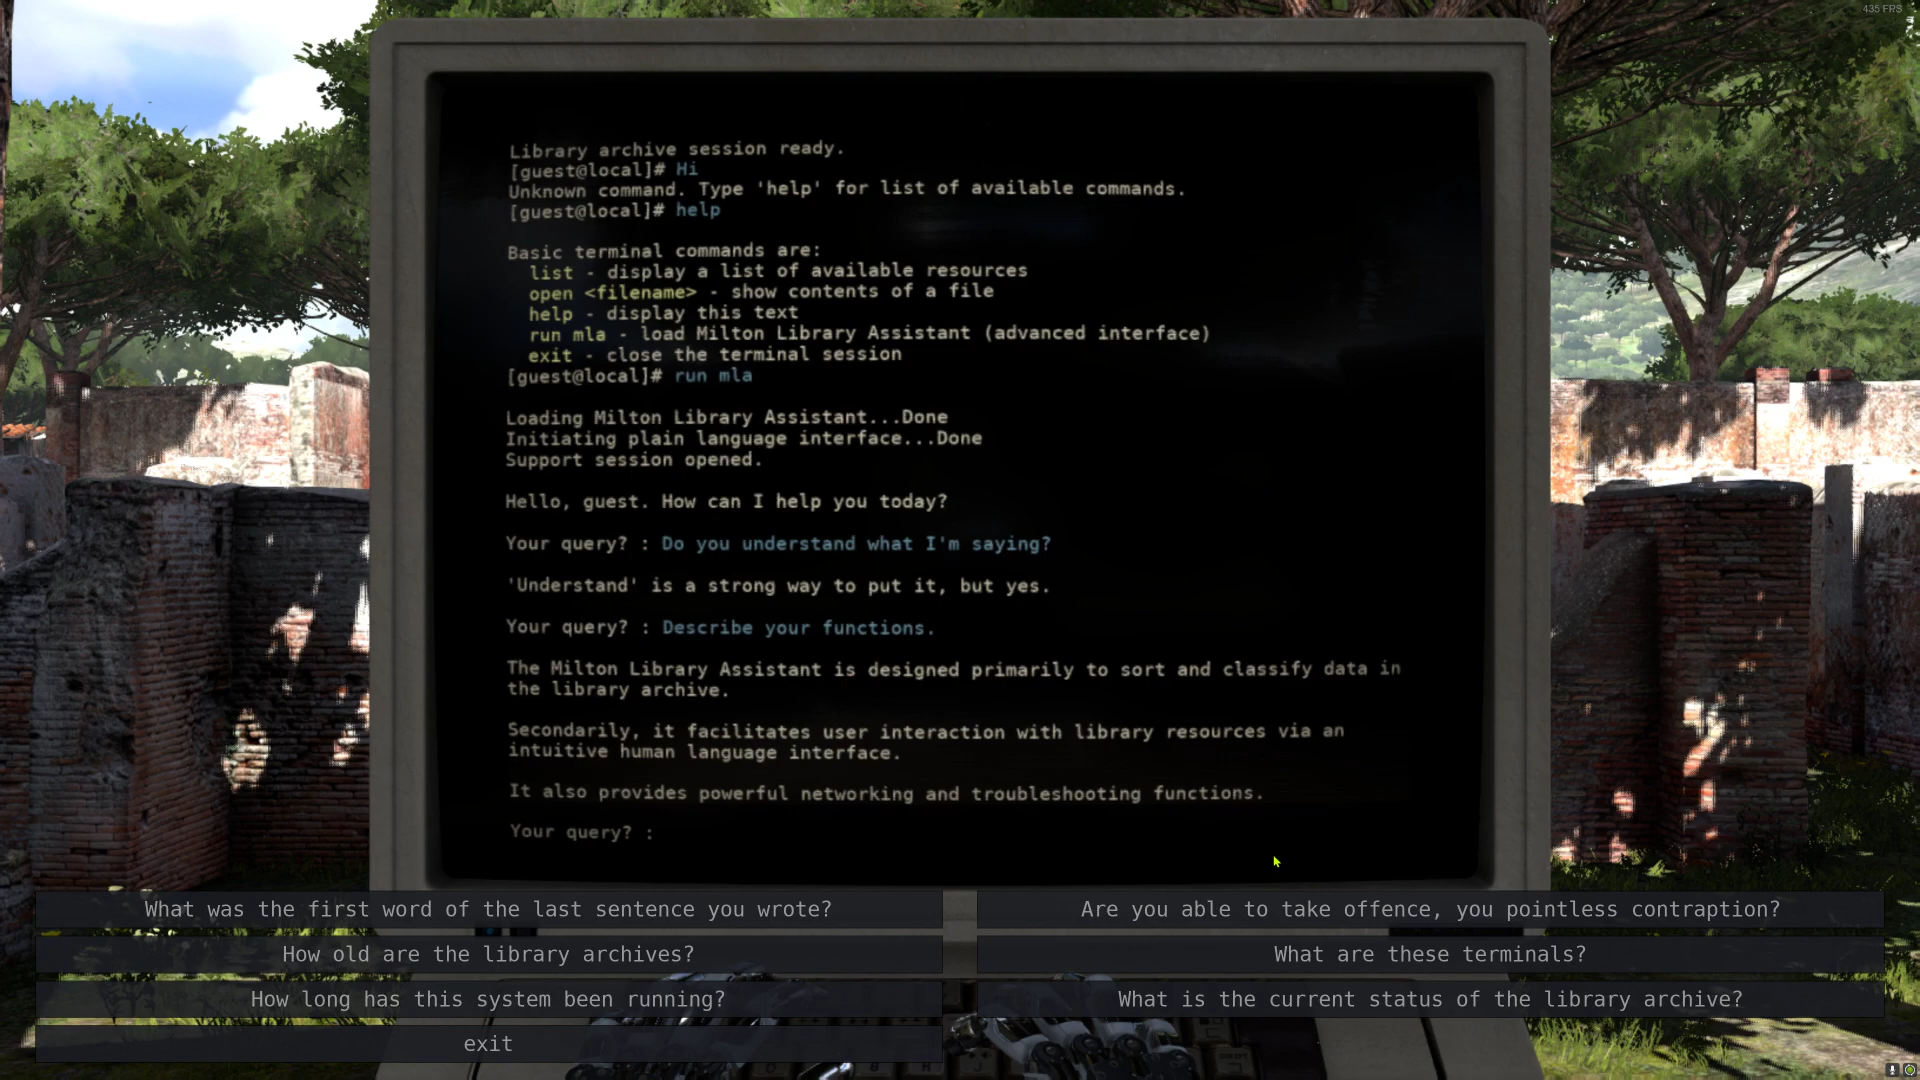 435 FPS
Library archive session ready.
[guest@local]# Hi
Unknown command. Type 'help' for list of available commands.
[guest@local]# help
Basic terminal commands are:
list - display a list of available resources
open <filename> - show contents of a file
help - display this text
run mla - load Milton Library Assistant (advanced interface)
exit - close the terminal session
[guest@local]# run mla
Loading Milton Library Assistant...Done
Initiating plain language interface...Done
Support session opened.
Hello, guest. How can I help you today?
Your query? : Do you understand what I'm saying?
'Understand' is a strong way to put it, but yes.
Your query? : Describe your functions.
The Milton Library Assistant is designed primarily to sort and classify data in
the library archive.
Secondarily, it facilitates user interaction with library resources via an
intuitive human language interface.
It also provides powerful networking and troubleshooting functions.
Your query? :
What was the first word of the last sentence you wrote?
Are you able to take offence, you pointless contraption?
How old are the library archives?
What are these terminals?
How long has this system been running?
What is the current status of the library archive?
exit